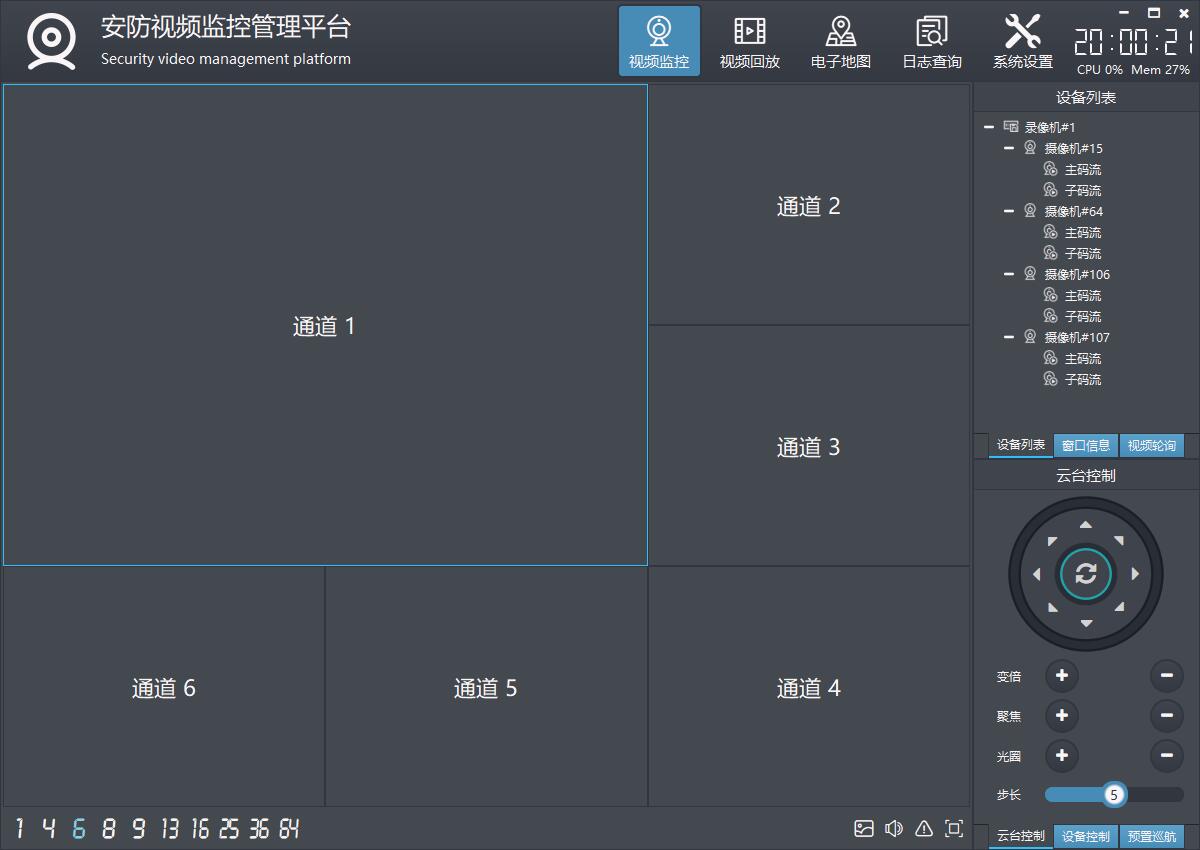 安防视频监控管理平台
Security video management platform
视频监控
视频回放
电子地图
日志查询
系统设置
20:00:21
CPU 0% Mem 27%
通道 1
通道 2
通道 3
通道 6
通道 5
通道 4
1 4 6 8 9 13 16 25 36 64
设备列表
录像机#1
摄像机#15
主码流
子码流
摄像机#64
主码流
子码流
摄像机#106
主码流
子码流
摄像机#107
主码流
子码流
设备列表 窗口信息 视频轮询
云台控制
变倍
聚焦
光圈
步长 5
云台控制 设备控制 预置巡航